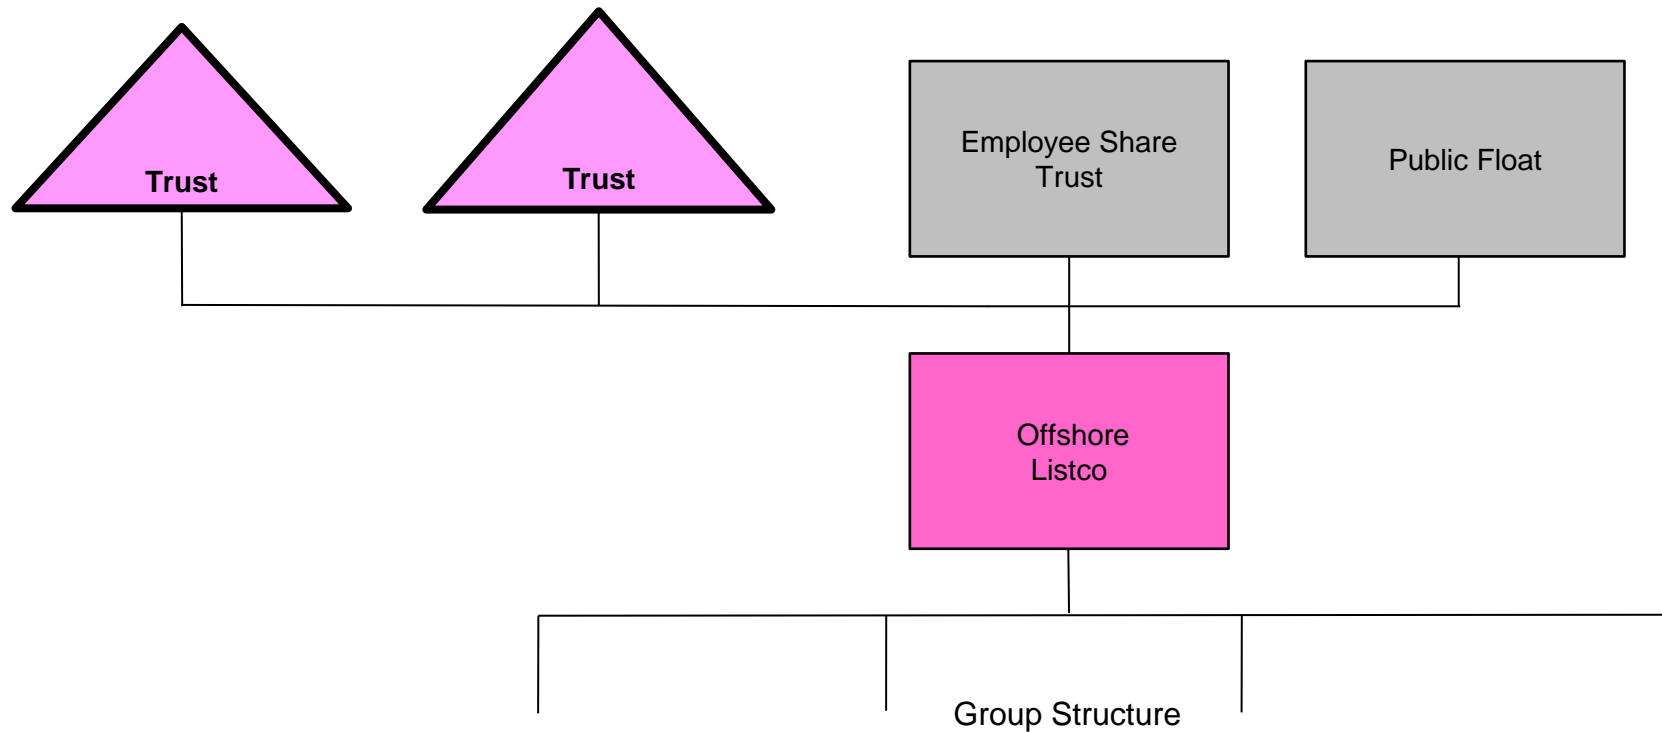 Trust
Trust
Employee Share
Trust
Public Float
Offshore
Listco
Group Structure